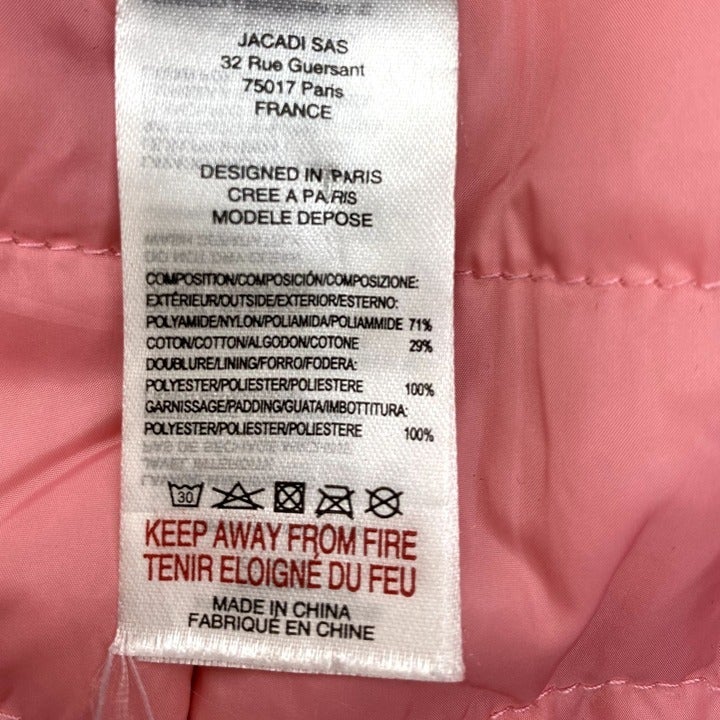 JACADI SAS
32 Rue Guersant
75017 Paris
FRANCE
DESIGNED IN PARIS
CREE A PARIS
MODELE DEPOSE
COMPOSITION/COMPOSICIÓN/COMPOSIZIONE:
EXTÉRIEUR/OUTSIDE/EXTERIOR/ESTERNO:
POLYAMIDE/NYLON/POLIAMIDA/POLIAMMIDE 71%
COTON/COTTON/ALGODON/COTONE 29%
DOUBLURE/LINING/FORRO/FODERA:
POLYESTER/POLIESTER/POLIESTERE 100%
GARNISSAGE/PADDING/GUATA/IMBOTTITURA:
POLYESTER/POLIESTER/POLIESTERE 100%
30
KEEP AWAY FROM FIRE
TENIR ELOIGNÉ DU FEU
MADE IN CHINA
FABRIQUÉ EN CHINE